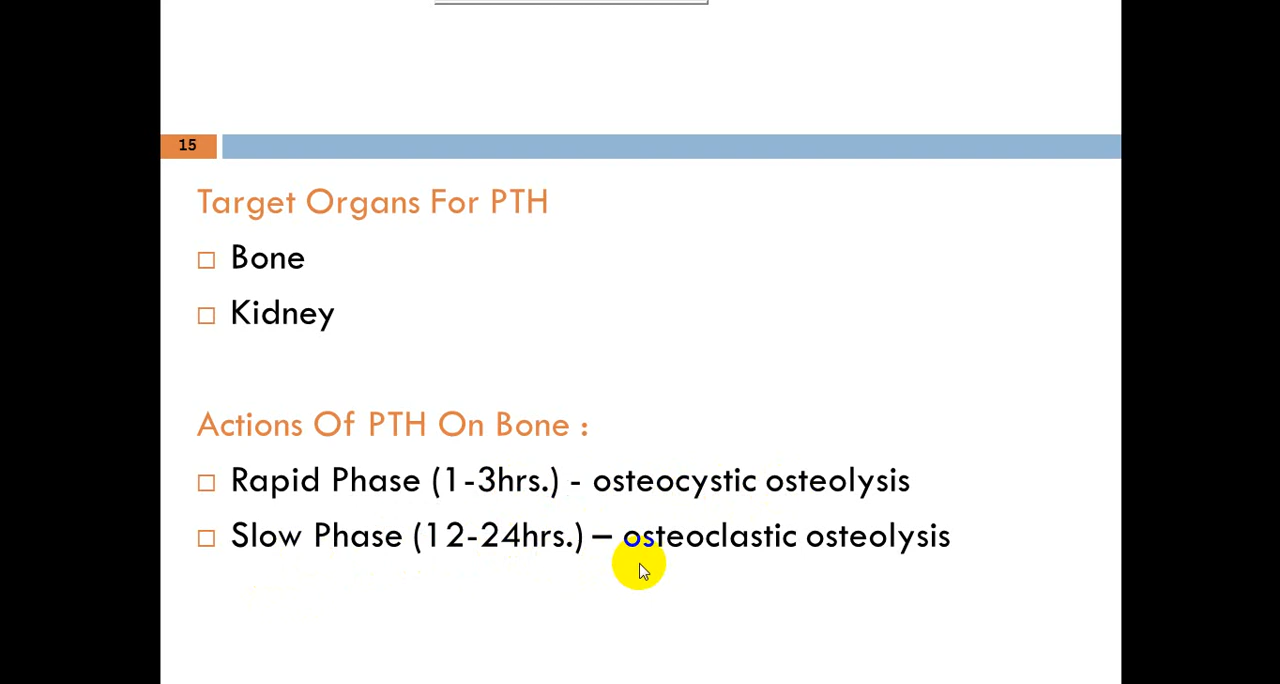 15
Target Organs For PTH
Bone
Kidney
Actions Of PTH On Bone :
Rapid Phase (1-3hrs.) - osteocystic osteolysis
Slow Phase (12-24hrs.) – osteoclastic osteolysis